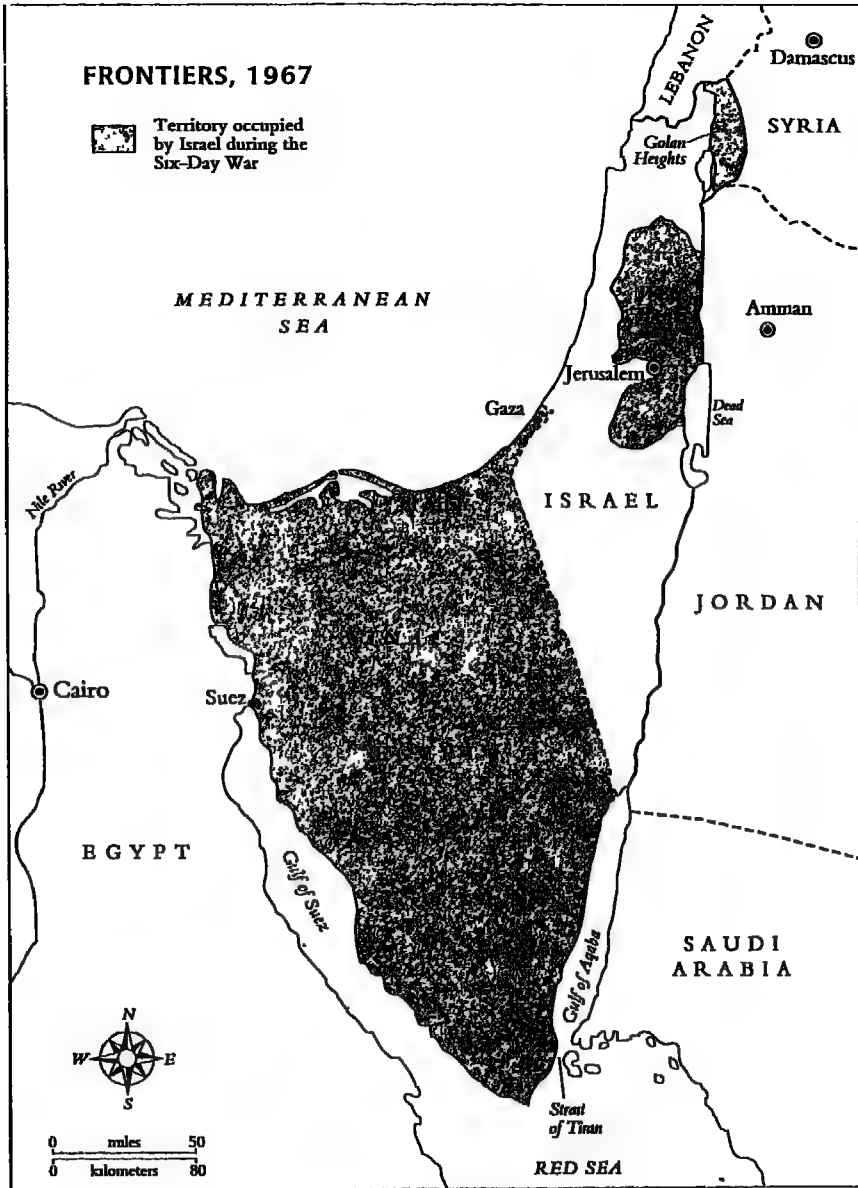 FRONTIERS, 1967
Territory occupied
by Israel during the
Six-Day War
LEBANON
Damascus
SYRIA
Golan
Heights
MEDITERRANEAN
SEA
Amman
Jerusalem
Dead
Sea
Gaza
Nile River
ISRAEL
JORDAN
SINAI
Cairo
Suez
EGYPT
Gulf of Suez
Gulf of Aqaba
SAUDI
ARABIA
N
W
E
S
Strait
of Tiran
0 miles 50
0 kilometers 80
RED SEA